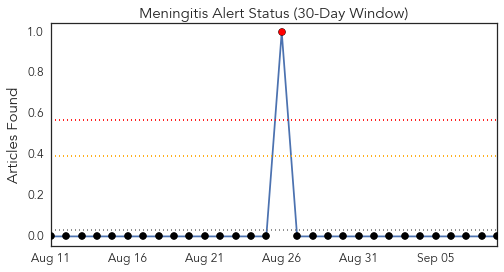 Meningitis Alert Status (30-Day Window)
Articles Found
1.0
0.8
0.6
0.4
0.2
0.0
Aug 11 Aug 16 Aug 21 Aug 26 Aug 31 Sep 05